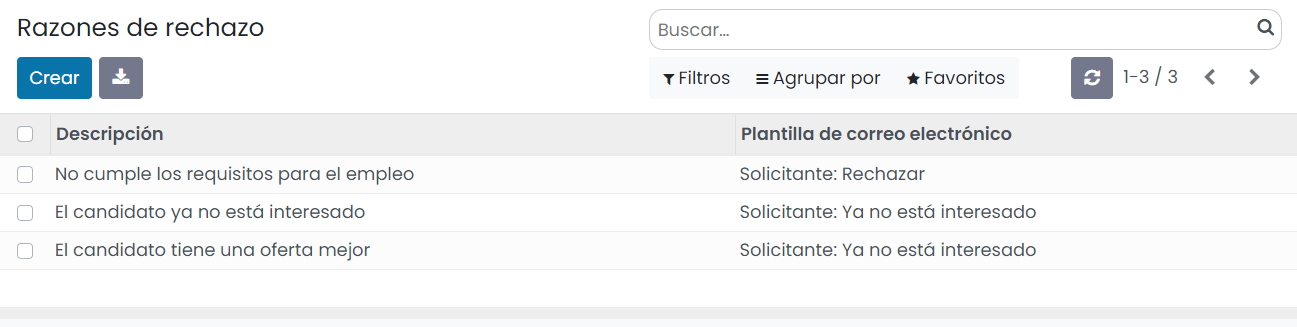 Razones de rechazo
Buscar...
Crear
Filtros Agrupar por Favoritos 1-3 / 3
Descripción Plantilla de correo electrónico
No cumple los requisitos para el empleo Solicitante: Rechazar
El candidato ya no está interesado Solicitante: Ya no está interesado
El candidato tiene una oferta mejor Solicitante: Ya no está interesado